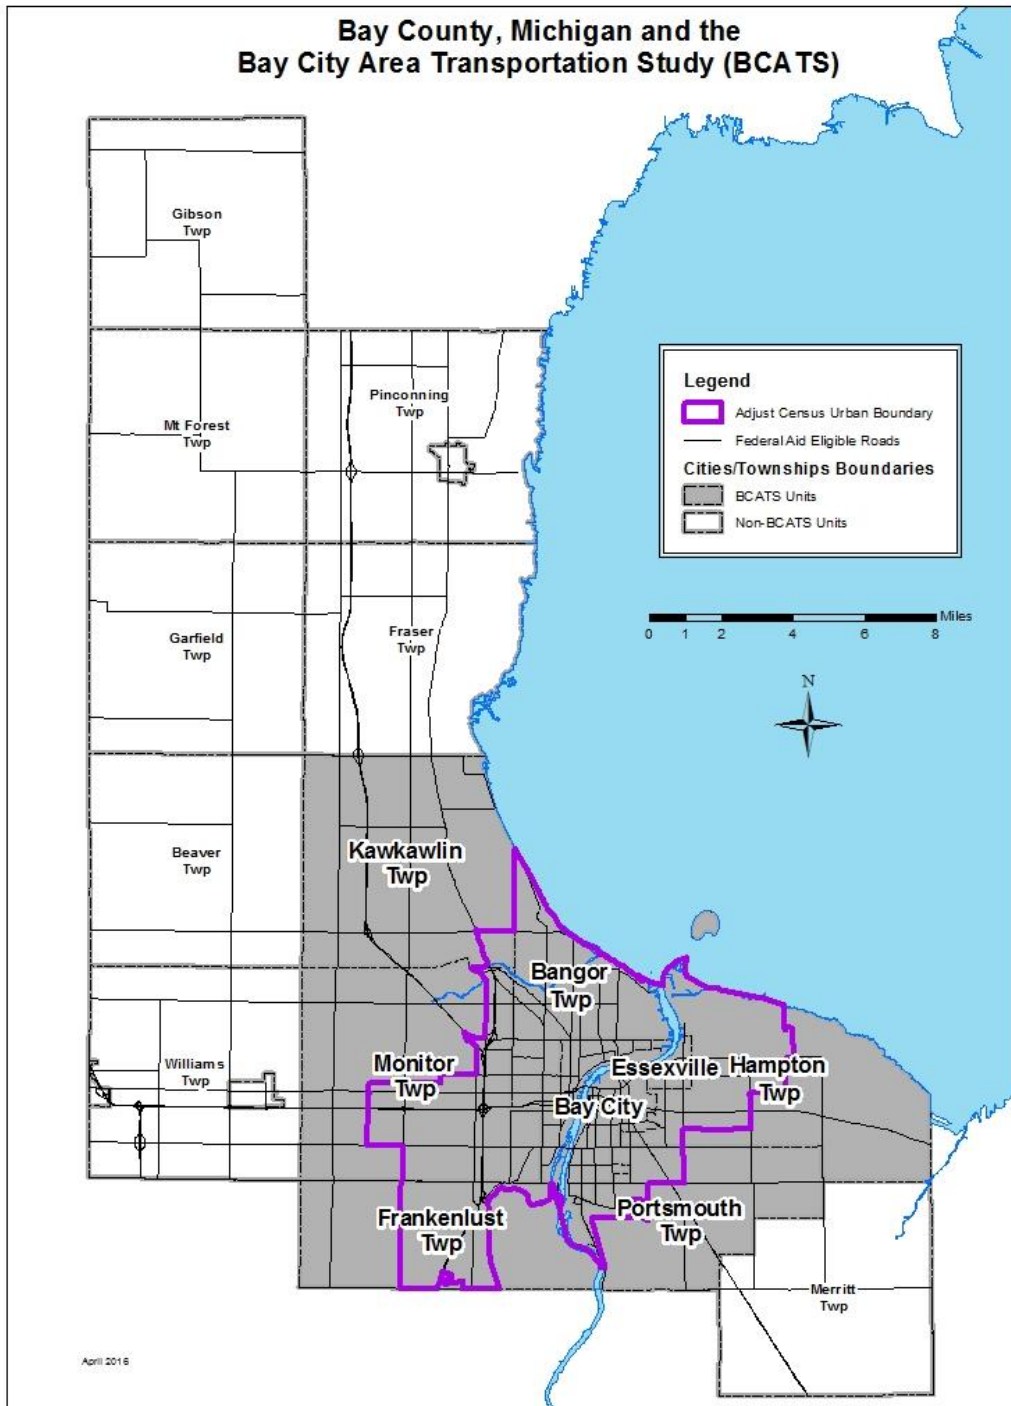 Bay County, Michigan and the
Bay City Area Transportation Study (BCATS)
Gibson
Twp
Pinconning
Twp
Mt Forest
Twp
Legend
Adjust Census Urban Boundary
Federal Aid Eligible Roads
Cities/Townships Boundaries
BCATS Units
Non-BCATS Units
Garfield
Twp
Fraser
Twp
Miles
0 1 2 4 6 8
N
Beaver
Twp
Kawkawlin
Twp
Bangor
Twp
Williams
Twp
Monitor
Twp
Essexville
Hampton
Twp
Bay City
Frankenlust
Twp
Portsmouth
Twp
Merritt
Twp
April 2016